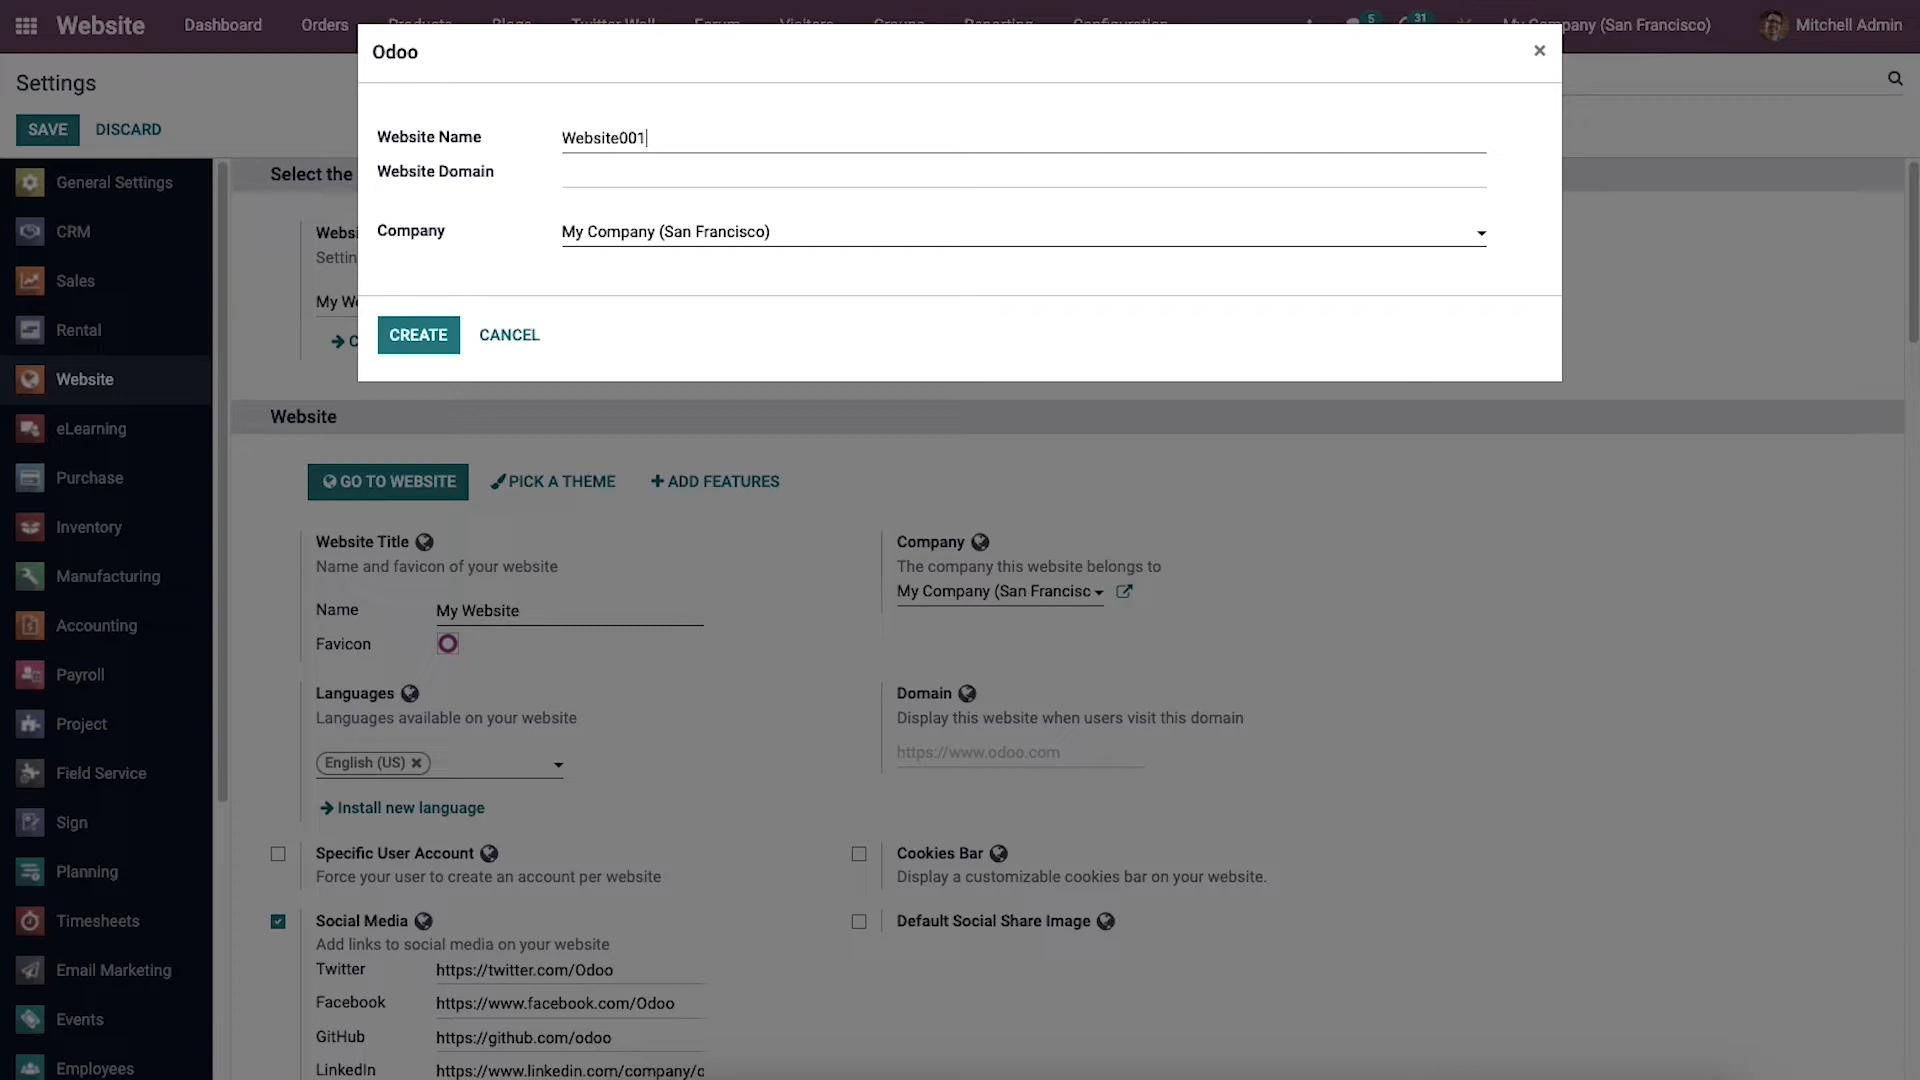 Website
Dashboard
Orders
Products
Blogs
Twitter Wall
Forum
Visitors
Groups
Reporting
Configuration
5
31
pany (San Francisco)
Mitchell Admin
Settings
SAVE
DISCARD
Odoo
×
Website Name
Website001
Website Domain
Company
My Company (San Francisco)
CREATE
CANCEL
General Settings
CRM
Sales
Rental
Website
eLearning
Purchase
Inventory
Manufacturing
Accounting
Payroll
Project
Field Service
Sign
Planning
Timesheets
Email Marketing
Events
Employees
Select the
Websi
Settin
My We
C
Website
GO TO WEBSITE
PICK A THEME
+ ADD FEATURES
Website Title
Name and favicon of your website
Name
My Website
Favicon
Company
The company this website belongs to
My Company (San Francisc
Languages
Languages available on your website
English (US) ×
Install new language
Domain
Display this website when users visit this domain
https://www.odoo.com
Specific User Account
Force your user to create an account per website
Cookies Bar
Display a customizable cookies bar on your website.
Social Media
Add links to social media on your website
Twitter
https://twitter.com/Odoo
Facebook
https://www.facebook.com/Odoo
GitHub
https://github.com/odoo
LinkedIn
https://www.linkedin.com/company/c
Default Social Share Image